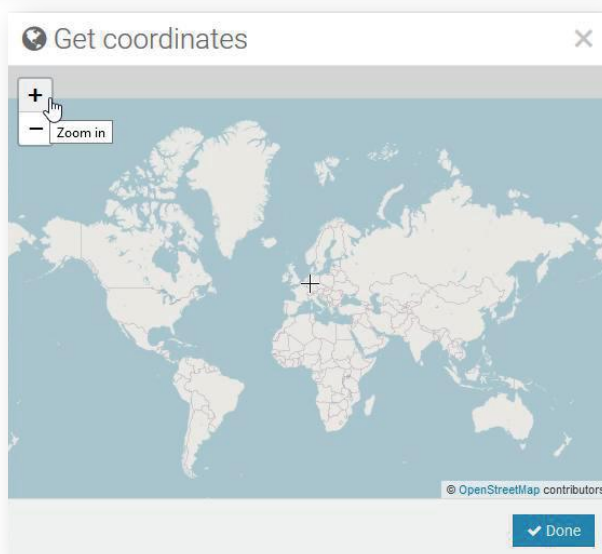 Get coordinates ×
+
−
Zoom in
© OpenStreetMap contributors
Done